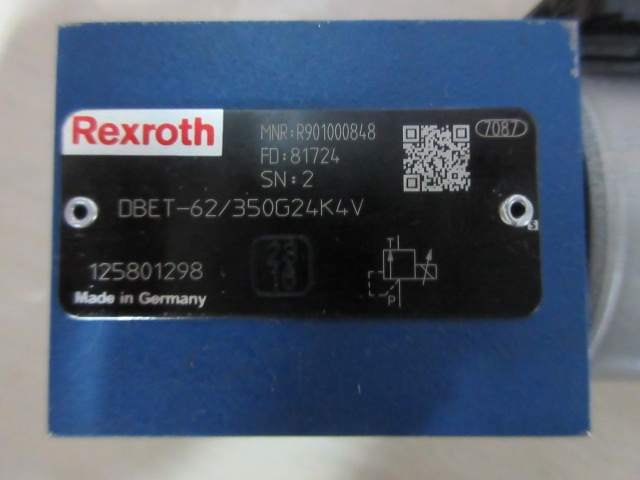 Rexroth
MNR:R901000848
FD:81724
SN:2
7087
DBET-62/350G24K4V
125801298
Made in Germany
T
P